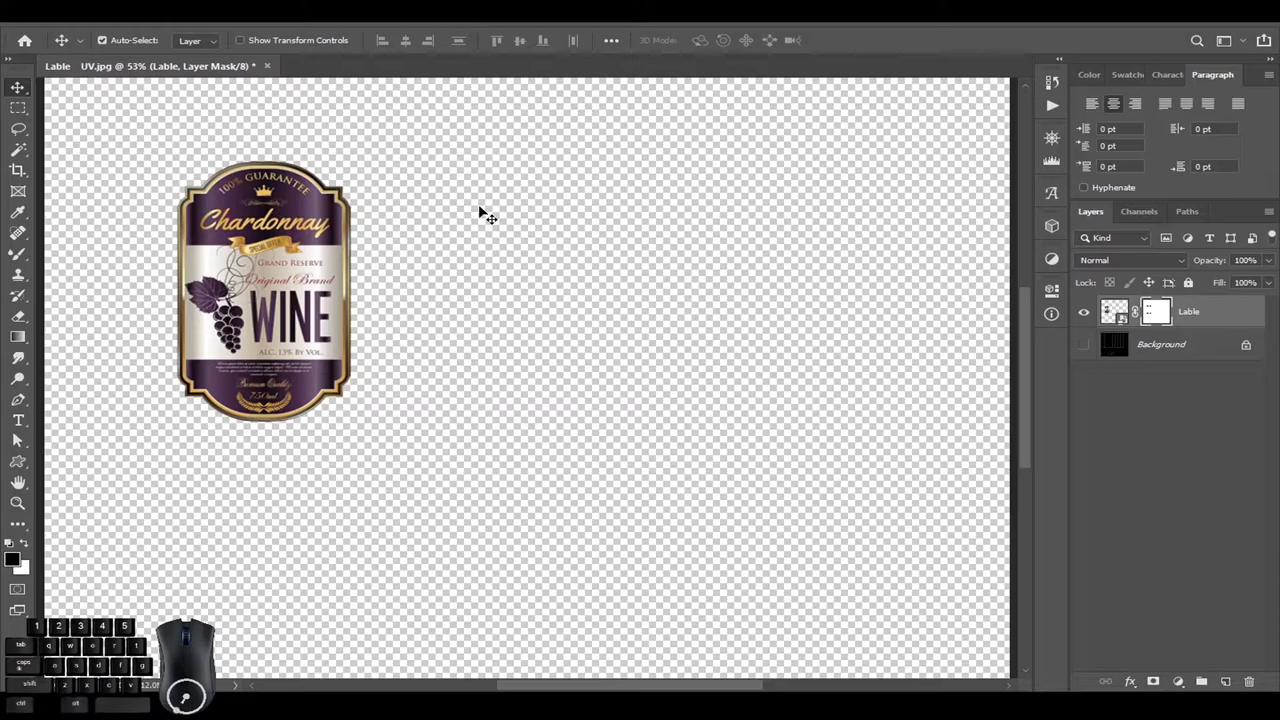 Auto-Select: Layer Show Transform Controls 3D Mode:
Lable UV.jpg @ 53% (Lable, Layer Mask/8) *
Color Swatch Charact Paragraph
0 pt 0 pt
0 pt
0 pt 0 pt
Hyphenate
Layers Channels Paths
Kind
Normal Opacity: 100%
Lock: Fill: 100%
Lable
Background
100% GUARANTEE
Chardonnay
SPECIAL OFFER
GRAND RESERVE
Original Brand
WINE
ALC. 13% BY VOL.
Premium Quality
750ml
1 2 3 4 5
tab q w e r t
caps a s d f g
shift z x c v b
ctrl alt